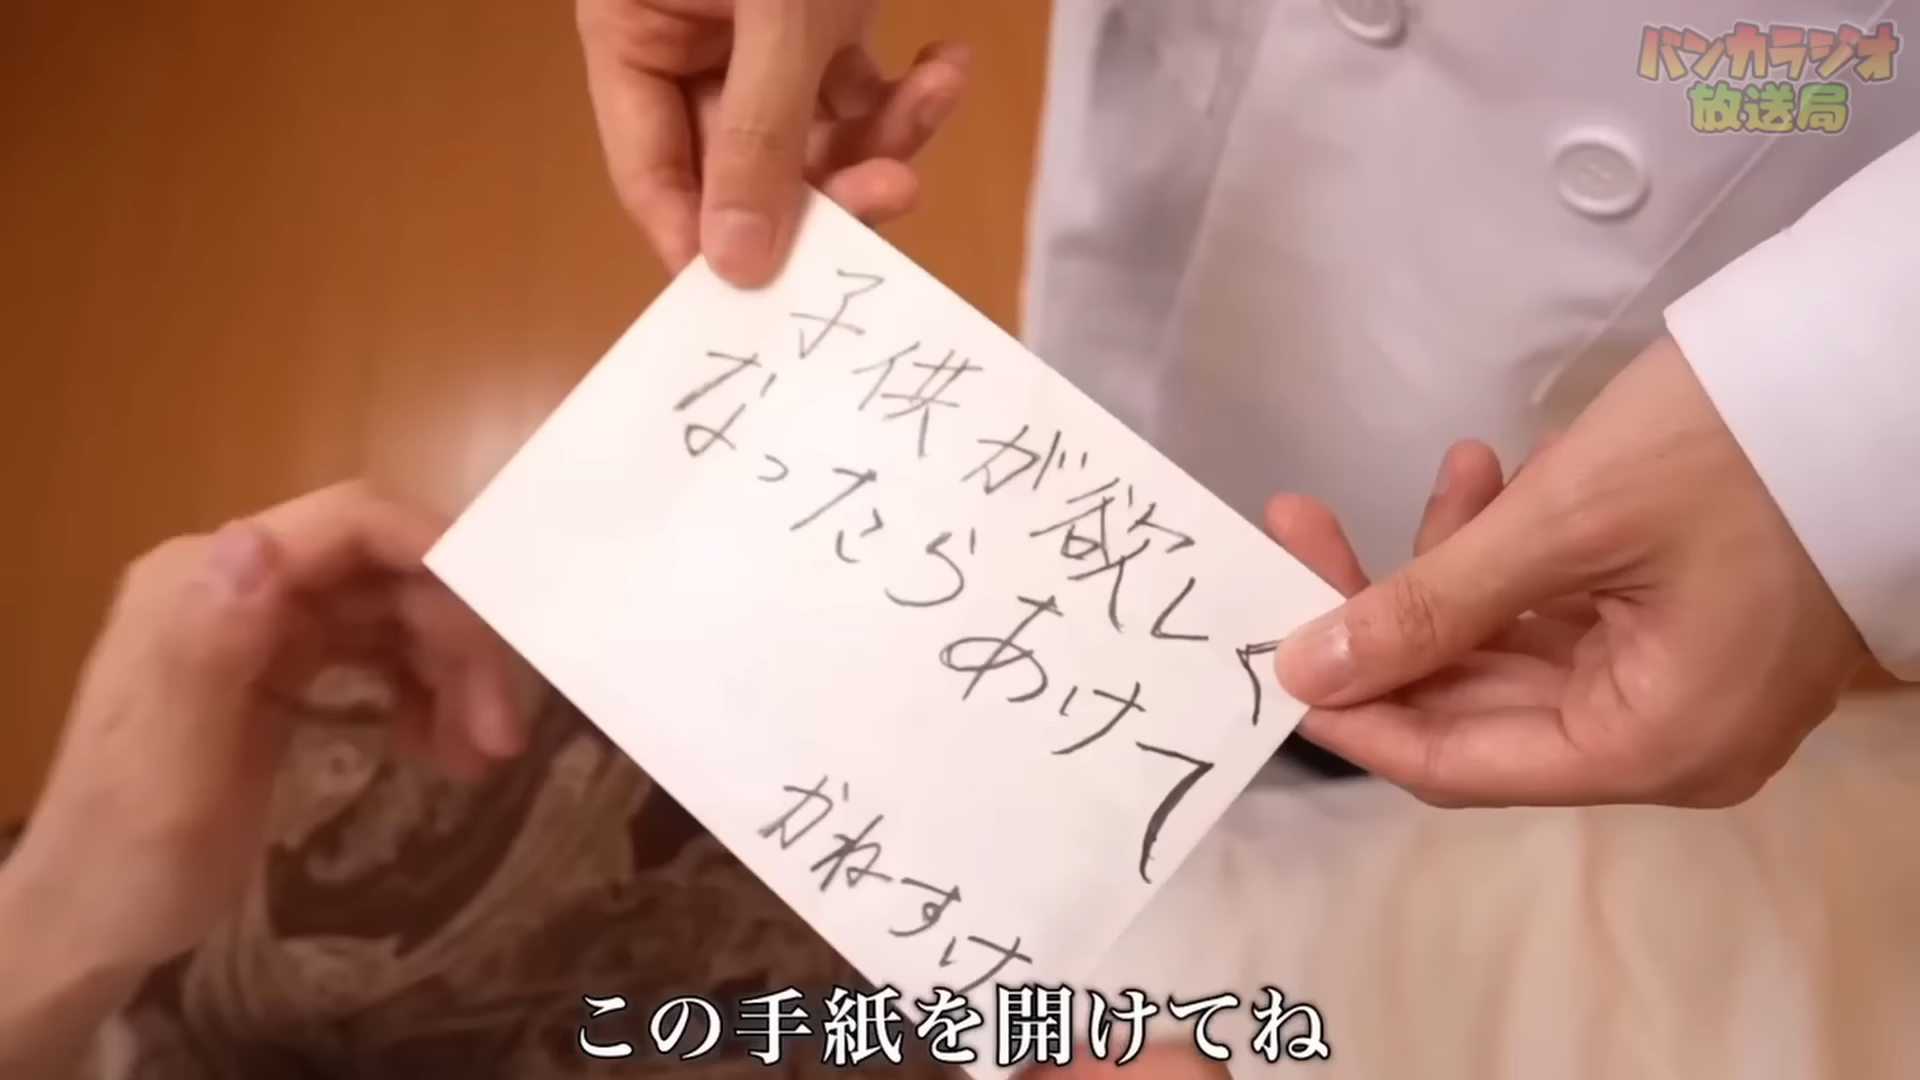 バンカラジオ
放送局
子供が欲しく
なったらあけて
かねすけ
この手紙を開けてね